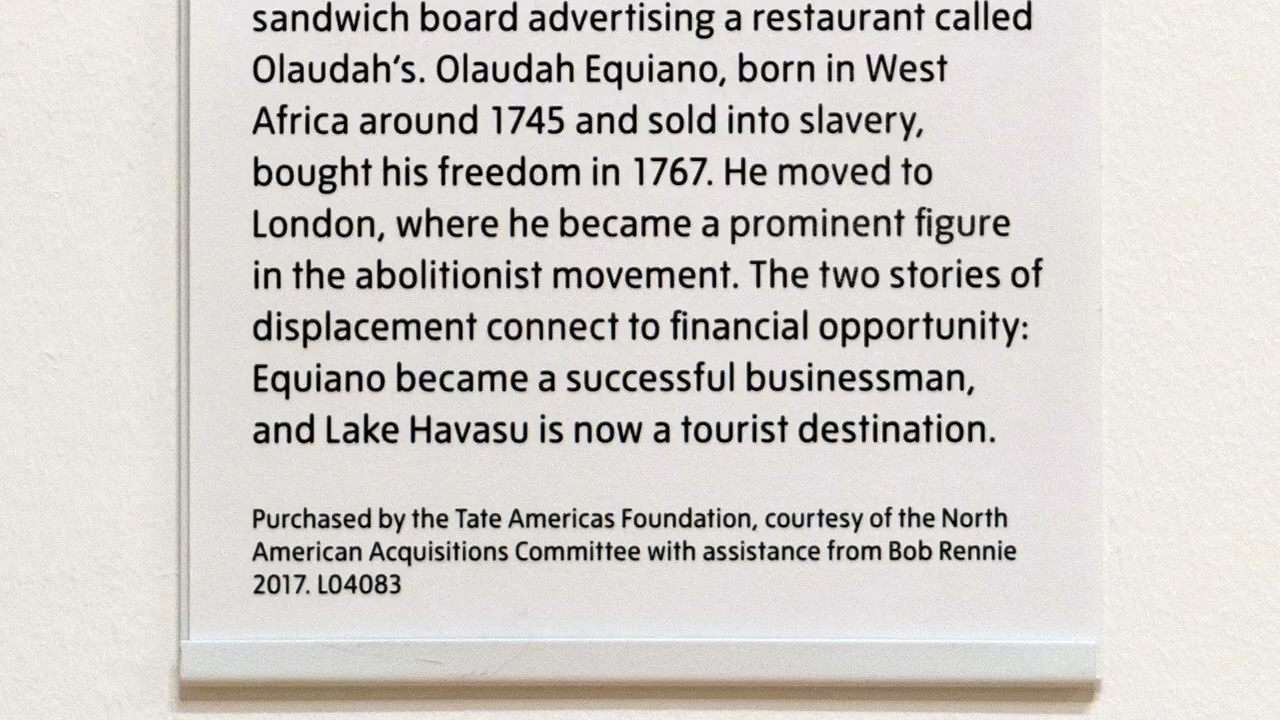 sandwich board advertising a restaurant called
Olaudah‘s. Olaudah Equiano, born in West
Africa around 1745 and sold into slavery,
bought his freedom in 1767. He moved to
London, where he became a prominent figure
in the abolitionist movement. The two stories of
displacement connect to financial opportunity:
Equiano became a successful businessman,
and Lake Havasu is now a tourist destination.
Purchased by the Tate Americas Foundation, courtesy of the North
American Acquisitions Committee with assistance from Bob Rennie
2017. L04083